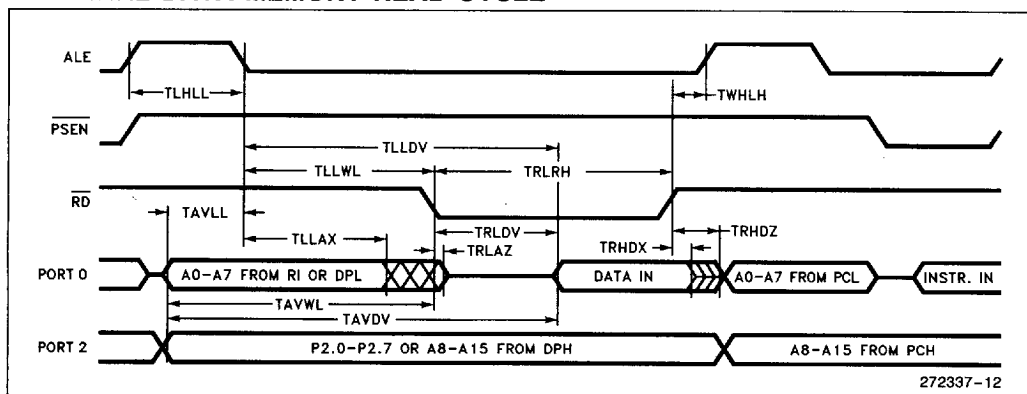 ALE
TLHLL
TWHLH
PSEN
TLLDV
TLLWL
TRLRH
RD
TAVLL
TRLDV
TRHDZ
TLLAX
TRLAZ
TRHDX
PORT 0
A0–A7 FROM RI OR DPL
DATA IN
A0–A7 FROM PCL
INSTR. IN
TAVWL
TAVDV
PORT 2
P2.0–P2.7 OR A8–A15 FROM DPH
A8–A15 FROM PCH
272337–12